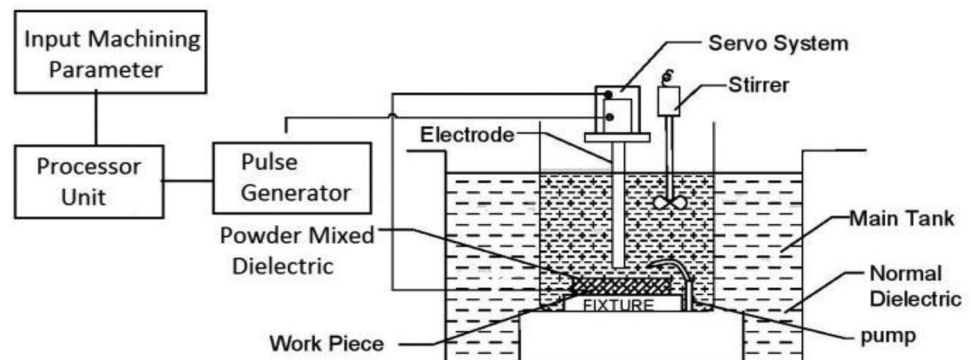 Input Machining
Parameter
Processor
Unit
Pulse
Generator
Servo System
Stirrer
Electrode
Powder Mixed
Dielectric
Main Tank
Normal
Dielectric
FIXTURE
Work Piece
pump